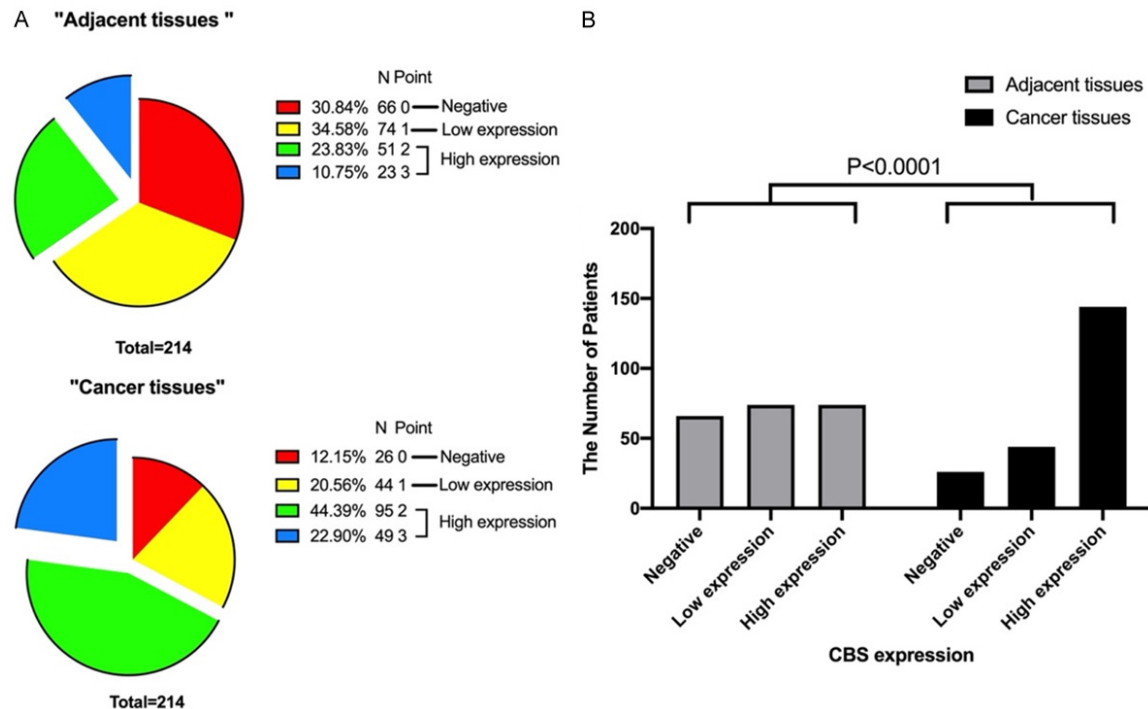 A "Adjacent tissues "
N Point
30.84% 66 0 Negative
34.58% 74 1 Low expression
23.83% 51 2 High expression
10.75% 23 3
Total=214
"Cancer tissues"
N Point
12.15% 26 0 Negative
20.56% 44 1 Low expression
44.39% 95 2 High expression
22.90% 49 3
Total=214
B
Adjacent tissues
Cancer tissues
P<0.0001
The Number of Patients
200
150
100
50
0
Negative
Low expression
High expression
Negative
Low expression
High expression
CBS expression